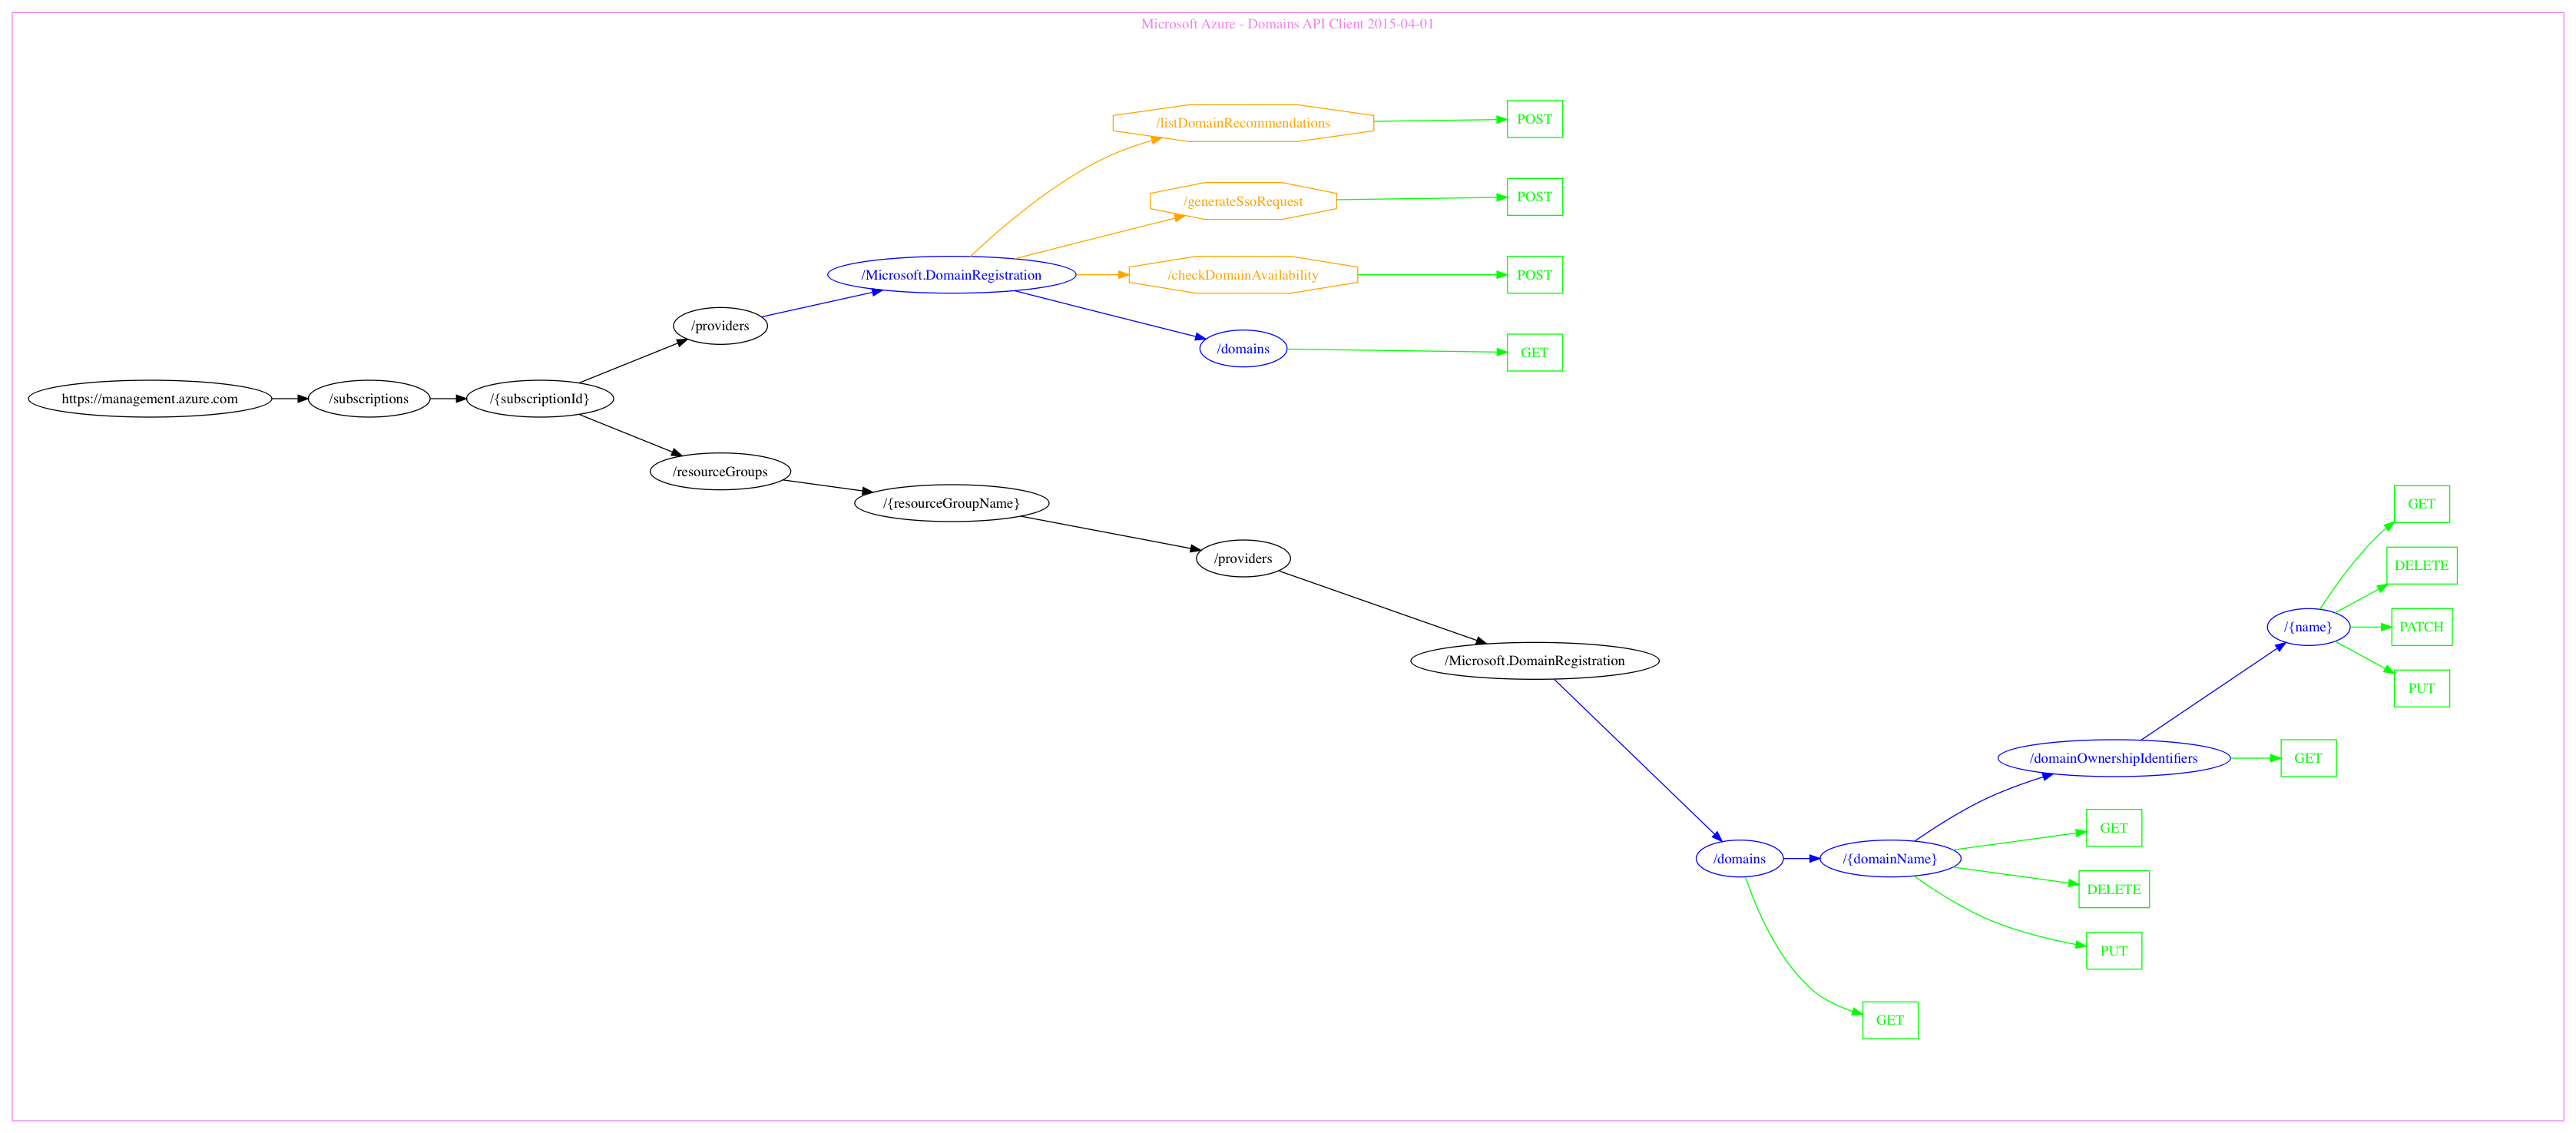 Microsoft Azure - Domains API Client 2015-04-01
/listDomainRecommendations
POST
/generateSsoRequest
POST
/Microsoft.DomainRegistration
/checkDomainAvailability
POST
/providers
/domains
GET
https://management.azure.com
/subscriptions
/{subscriptionId}
/resourceGroups
/{resourceGroupName}
/providers
/Microsoft.DomainRegistration
GET
DELETE
/{name}
PATCH
PUT
/domainOwnershipIdentifiers
GET
GET
/domains
/{domainName}
DELETE
PUT
GET